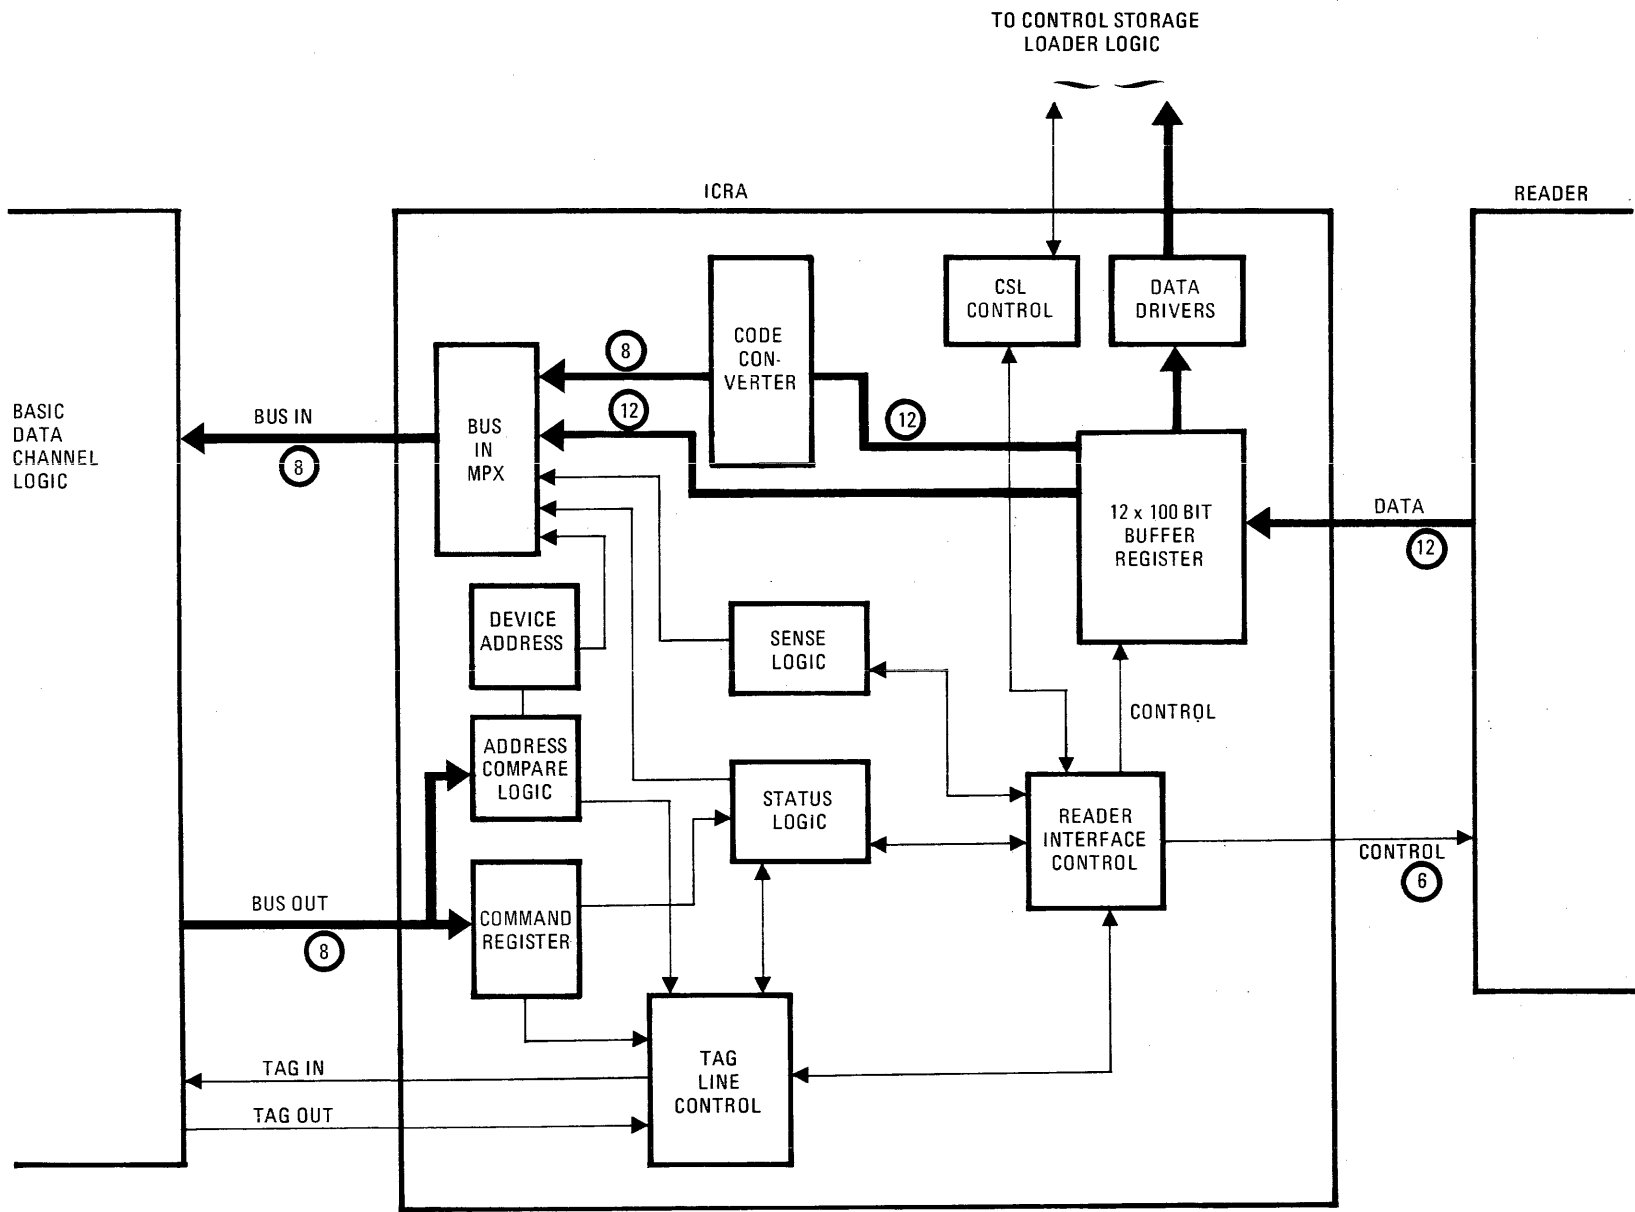 TO CONTROL STORAGE
LOADER LOGIC
ICRA
READER
CSL
CONTROL
DATA
DRIVERS
CODE
CON-
VERTER
8
12
12
BASIC
DATA
CHANNEL
LOGIC
BUS IN
8
BUS
IN
MPX
12 x 100 BIT
BUFFER
REGISTER
DATA
12
DEVICE
ADDRESS
SENSE
LOGIC
CONTROL
ADDRESS
COMPARE
LOGIC
STATUS
LOGIC
READER
INTERFACE
CONTROL
CONTROL
6
BUS OUT
8
COMMAND
REGISTER
TAG IN
TAG OUT
TAG
LINE
CONTROL